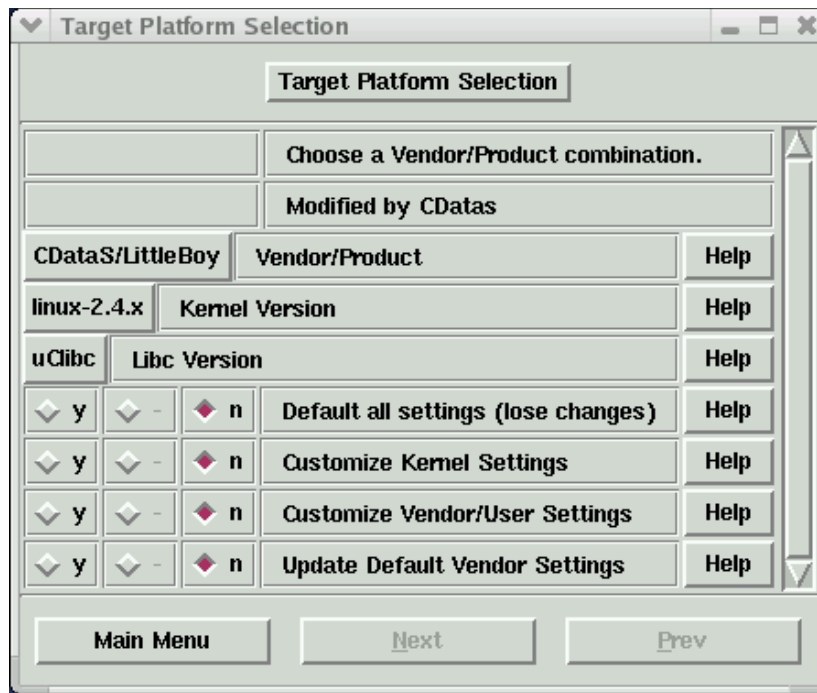 Target Platform Selection
Target Platform Selection
Choose a Vendor/Product combination.
Modified by CDatas
CDataS/LittleBoy Vendor/Product Help
linux-2.4.x Kernel Version Help
uClibc Libc Version Help
y - n Default all settings (lose changes) Help
y - n Customize Kernel Settings Help
y - n Customize Vendor/User Settings Help
y - n Update Default Vendor Settings Help
Main Menu Next Prev